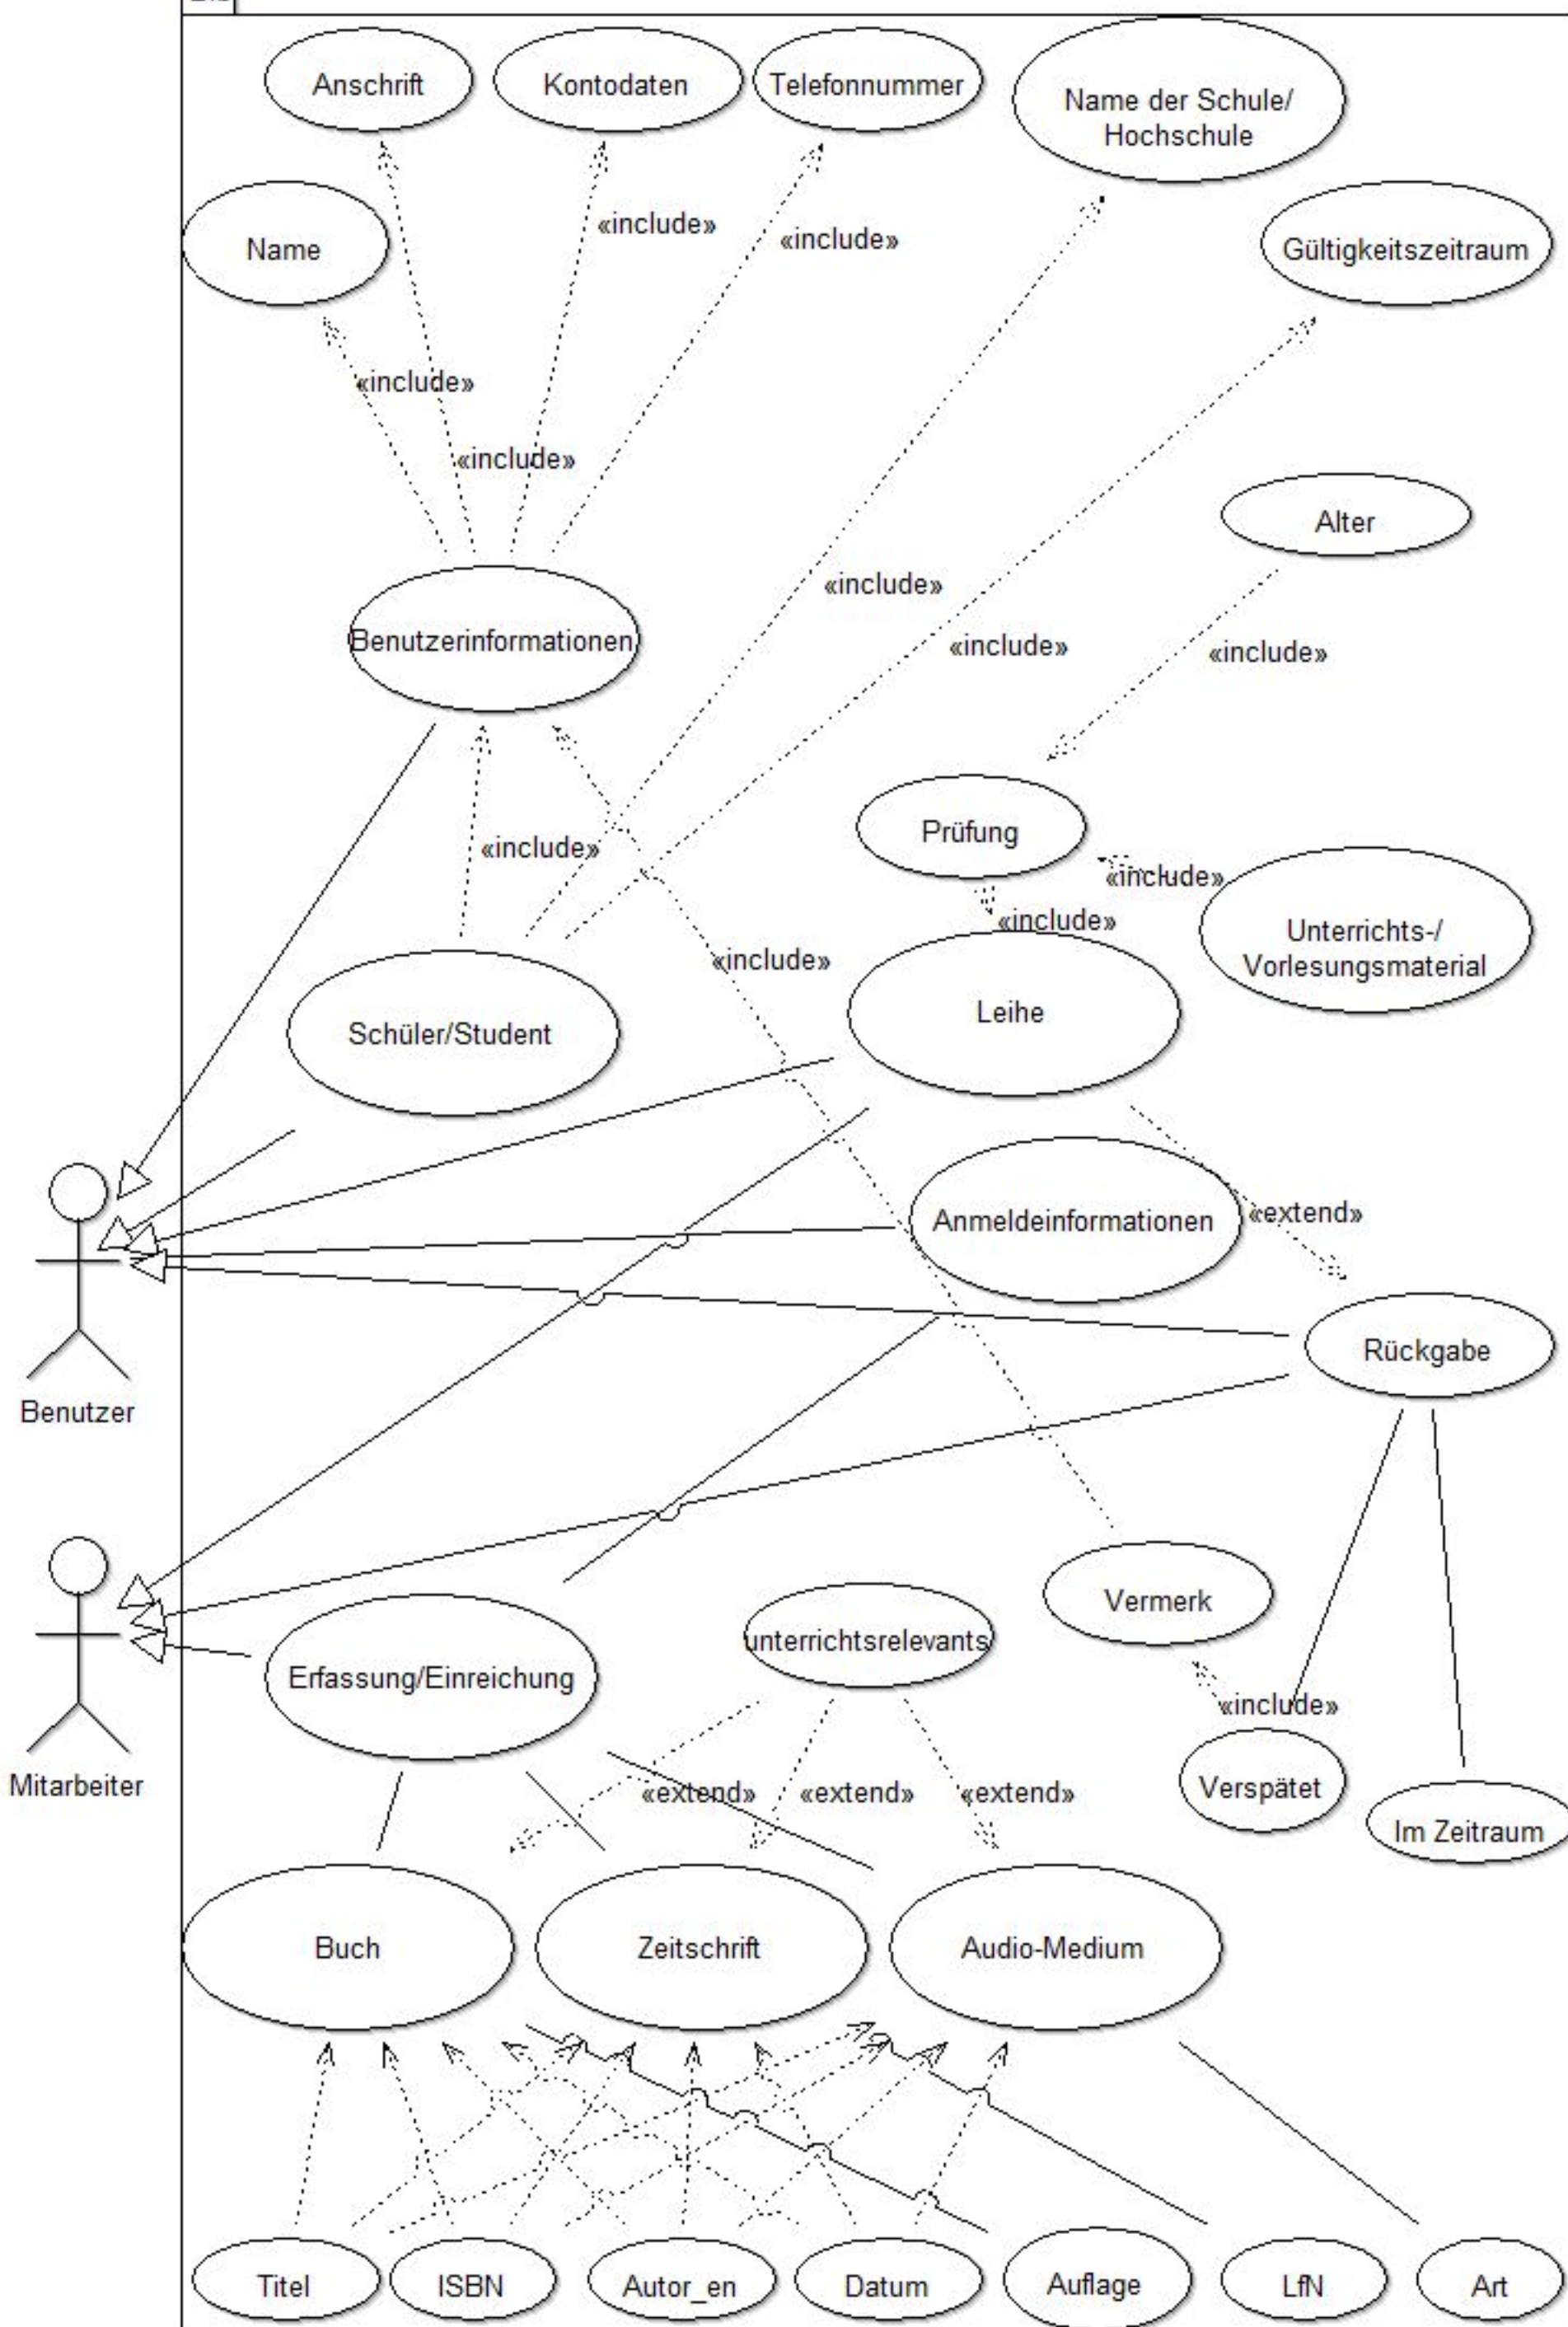 Anschrift
Kontodaten
Telefonnummer
Name der Schule/
Hochschule
Name
«include»
«include»
Gültigkeitszeitraum
«include»
«include»
Alter
«include»
Benutzerinformationen
«include»
«include»
Prüfung
«include»
«include»
«include»
Unterrichts-/
Vorlesungsmaterial
«include»
Schüler/Student
Leihe
Anmeldeinformationen
«extend»
Rückgabe
Benutzer
Vermerk
unterrichtsrelevants
Erfassung/Einreichung
«include»
Mitarbeiter
«extend»
«extend»
«extend»
Verspätet
Im Zeitraum
Buch
Zeitschrift
Audio-Medium
Titel
ISBN
Autor_en
Datum
Auflage
LfN
Art